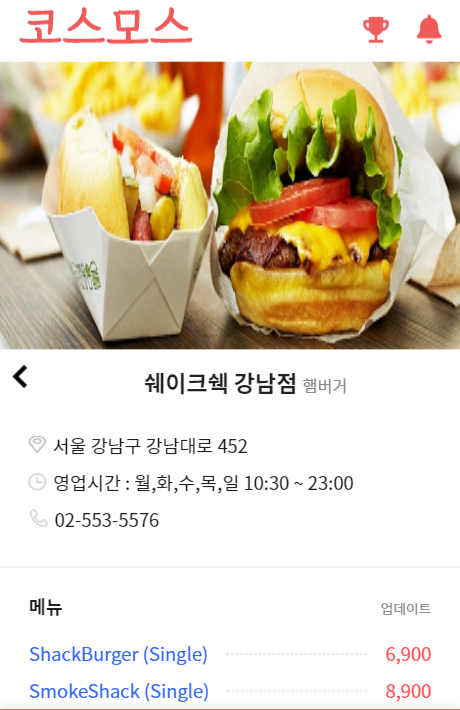 코스모스
쉐이크쉑 강남점 햄버거
서울 강남구 강남대로 452
영업시간 : 월,화,수,목,일 10:30 ~ 23:00
02-553-5576
메뉴 업데이트
ShackBurger (Single) 6,900
SmokeShack (Single) 8,900